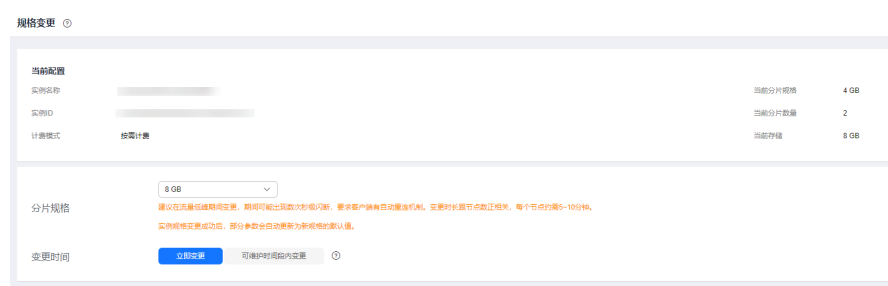 规格变更
当前配置
实例名称
当前分片规格 4 GB
实例ID
当前分片数量 2
计费模式 按需计费
当前存储 8 GB
分片规格 8 GB
建议在流量低峰期间变更，期间可能出现数次秒级闪断，要求客户端有自动重连机制。变更时长跟节点数正相关，每个节点约需5~10分钟。
实例规格变更成功后，部分参数会自动更新为新规格的默认值。
变更时间 立即变更 可维护时间段内变更